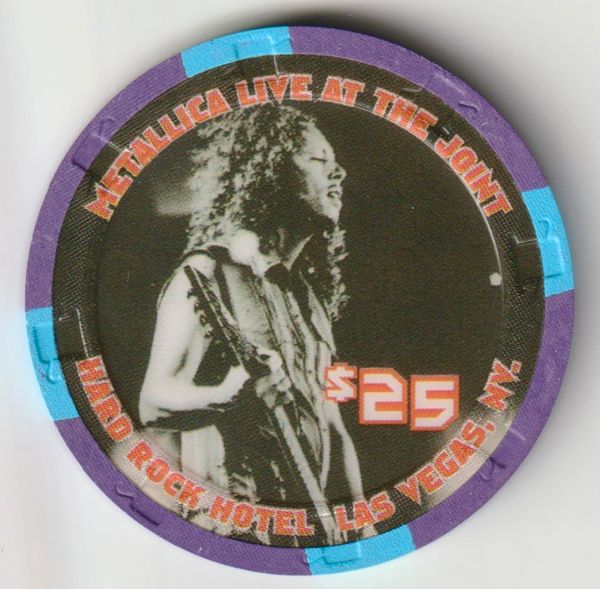 METALLICA LIVE AT THE JOINT
$25
HARD ROCK HOTEL LAS VEGAS, NV.